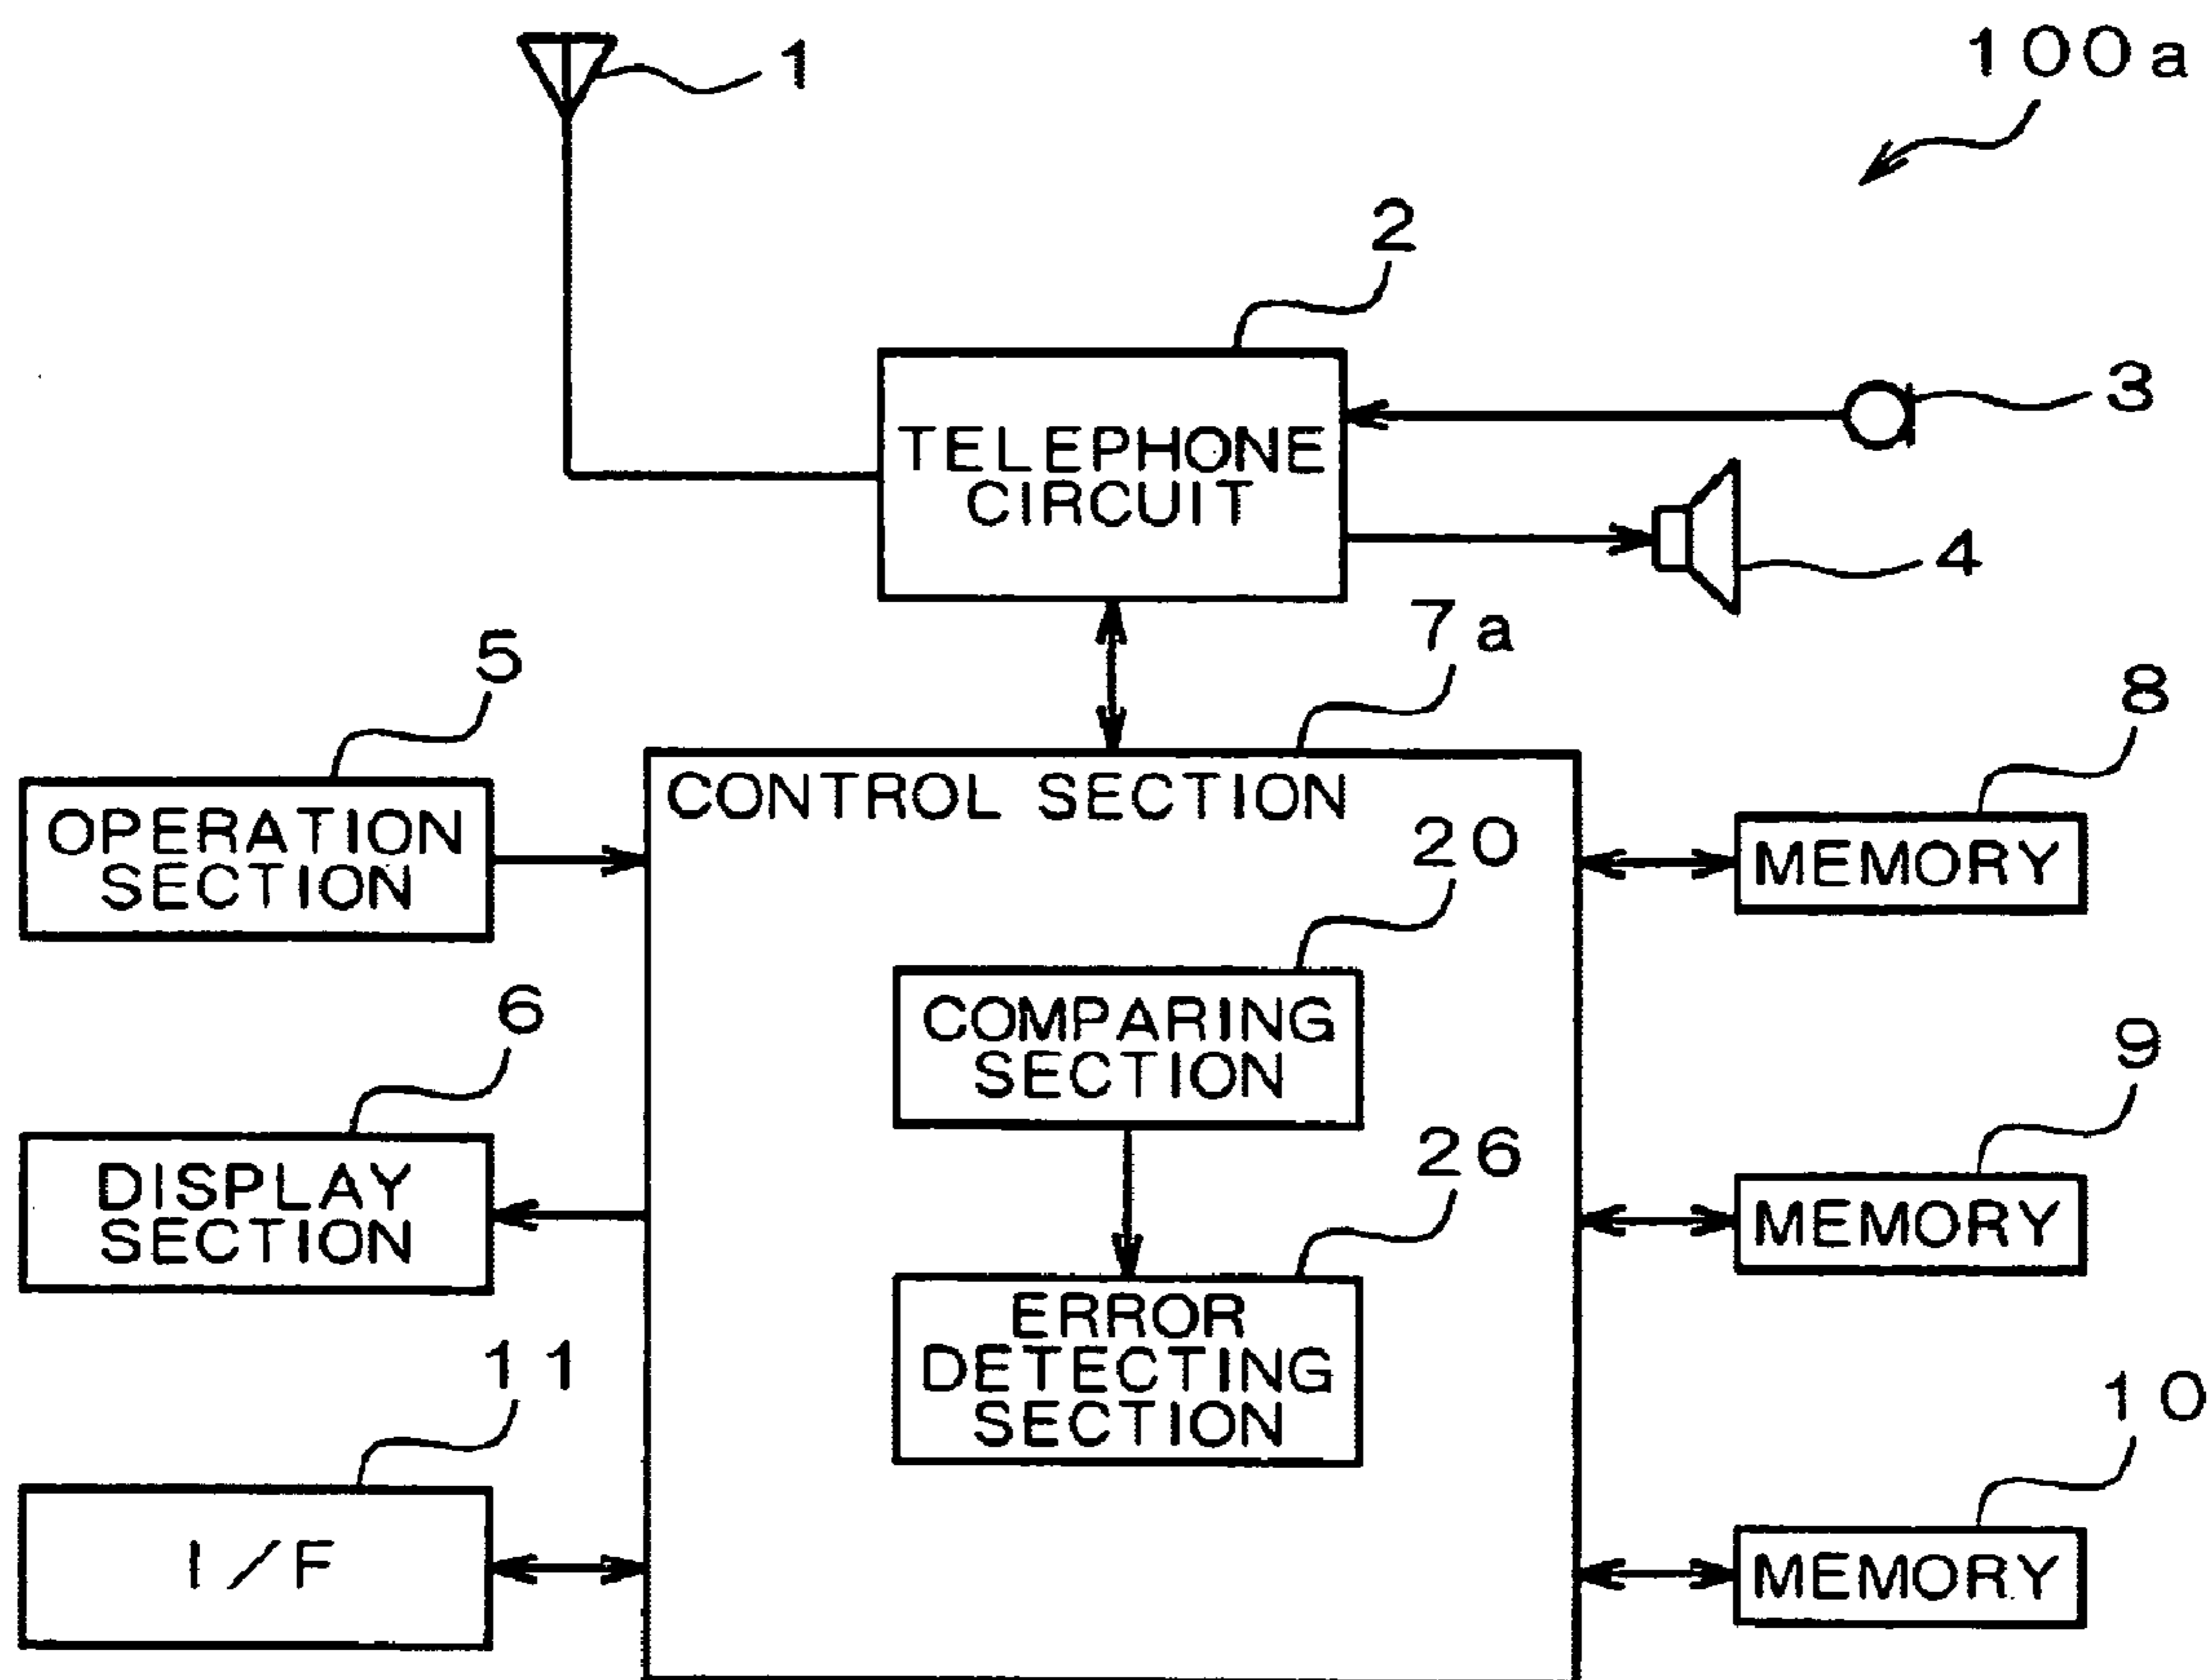 1
100a
2
TELEPHONE
CIRCUIT
3
4
5
7a
8
OPERATION
SECTION
CONTROL SECTION
MEMORY
20
COMPARING
SECTION
6
9
DISPLAY
SECTION
MEMORY
26
ERROR
DETECTING
SECTION
11
10
I/F
MEMORY